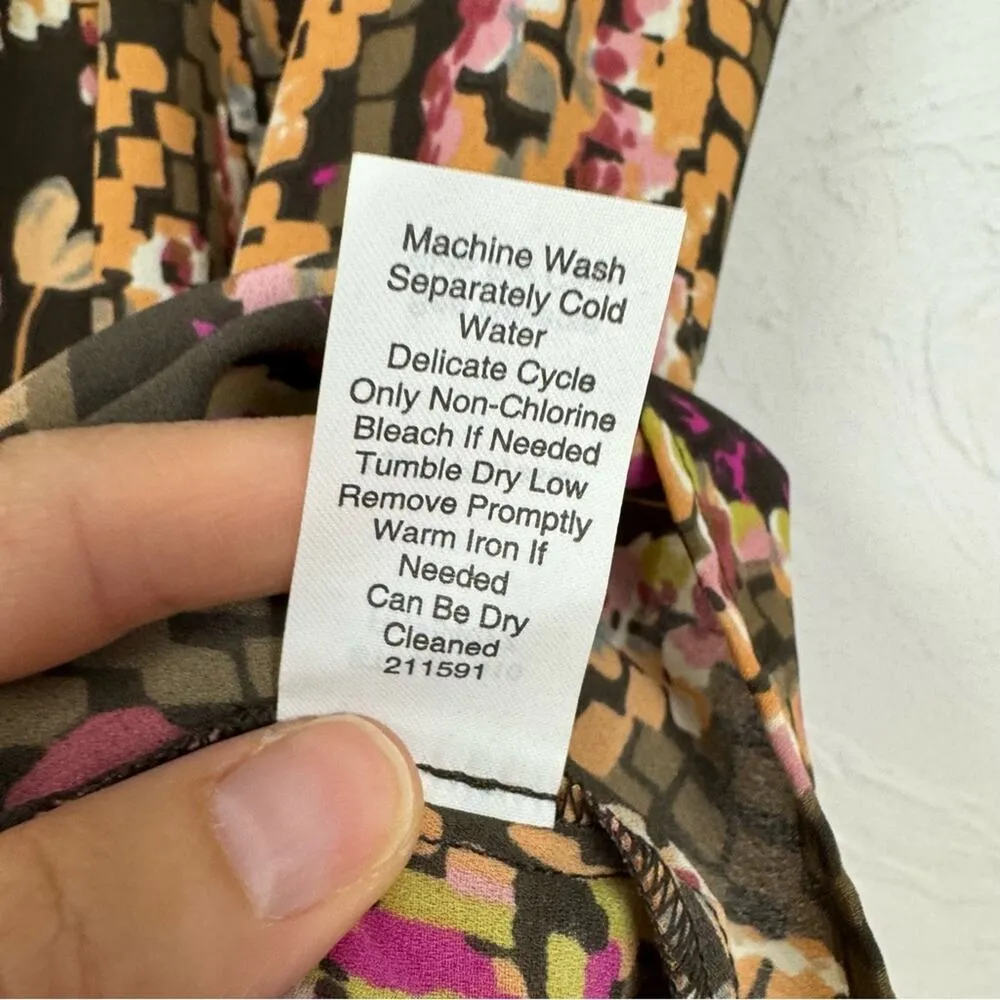 Machine Wash
Separately Cold
Water
Delicate Cycle
Only Non-Chlorine
Bleach If Needed
Tumble Dry Low
Remove Promptly
Warm Iron If
Needed
Can Be Dry
Cleaned
211591